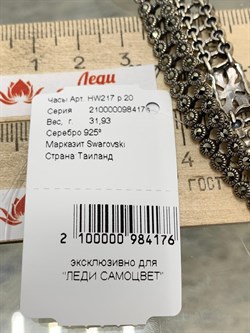 Леди
Часы Арт. HW217 р.20
Серия 210000098417
Вес, г. 31,93
Серебро 925°
Марказит Swarovski
Страна Таиланд
2 100000 984176
эксклюзивно для
"ЛЕДИ САМОЦВЕТ"
ГОСТ